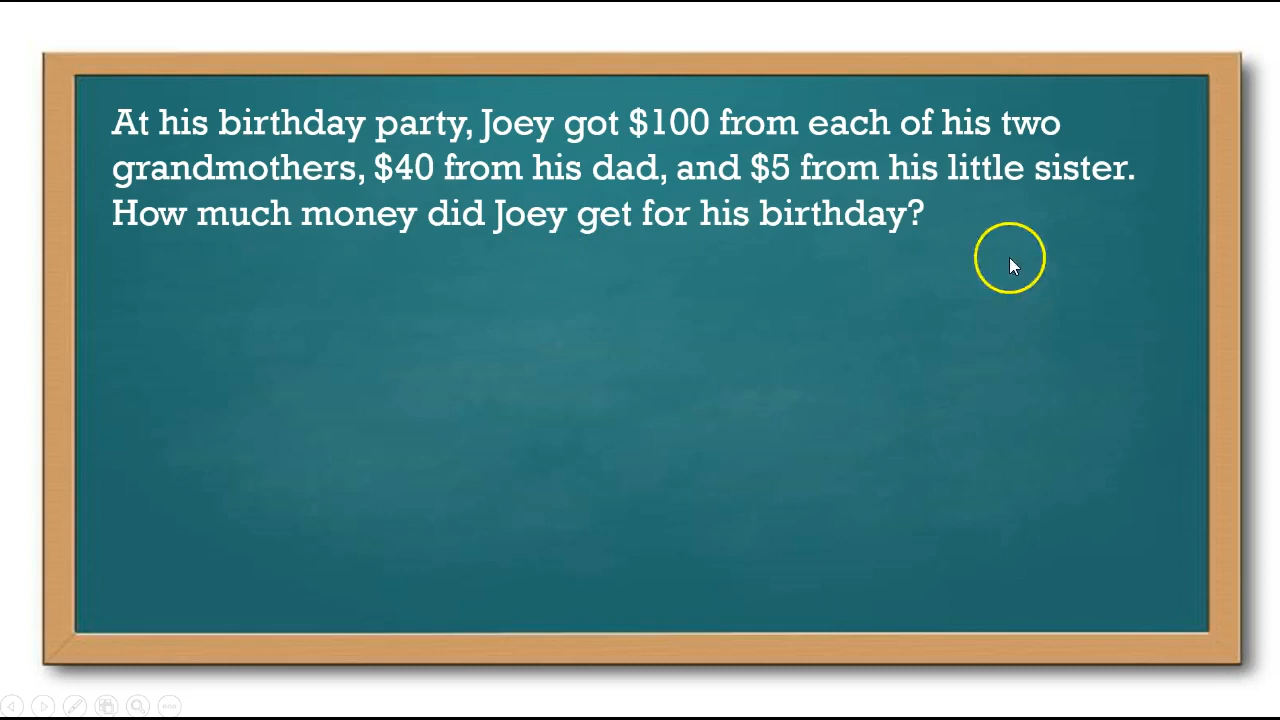 At his birthday party, Joey got $100 from each of his two
grandmothers, $40 from his dad, and $5 from his little sister.
How much money did Joey get for his birthday?